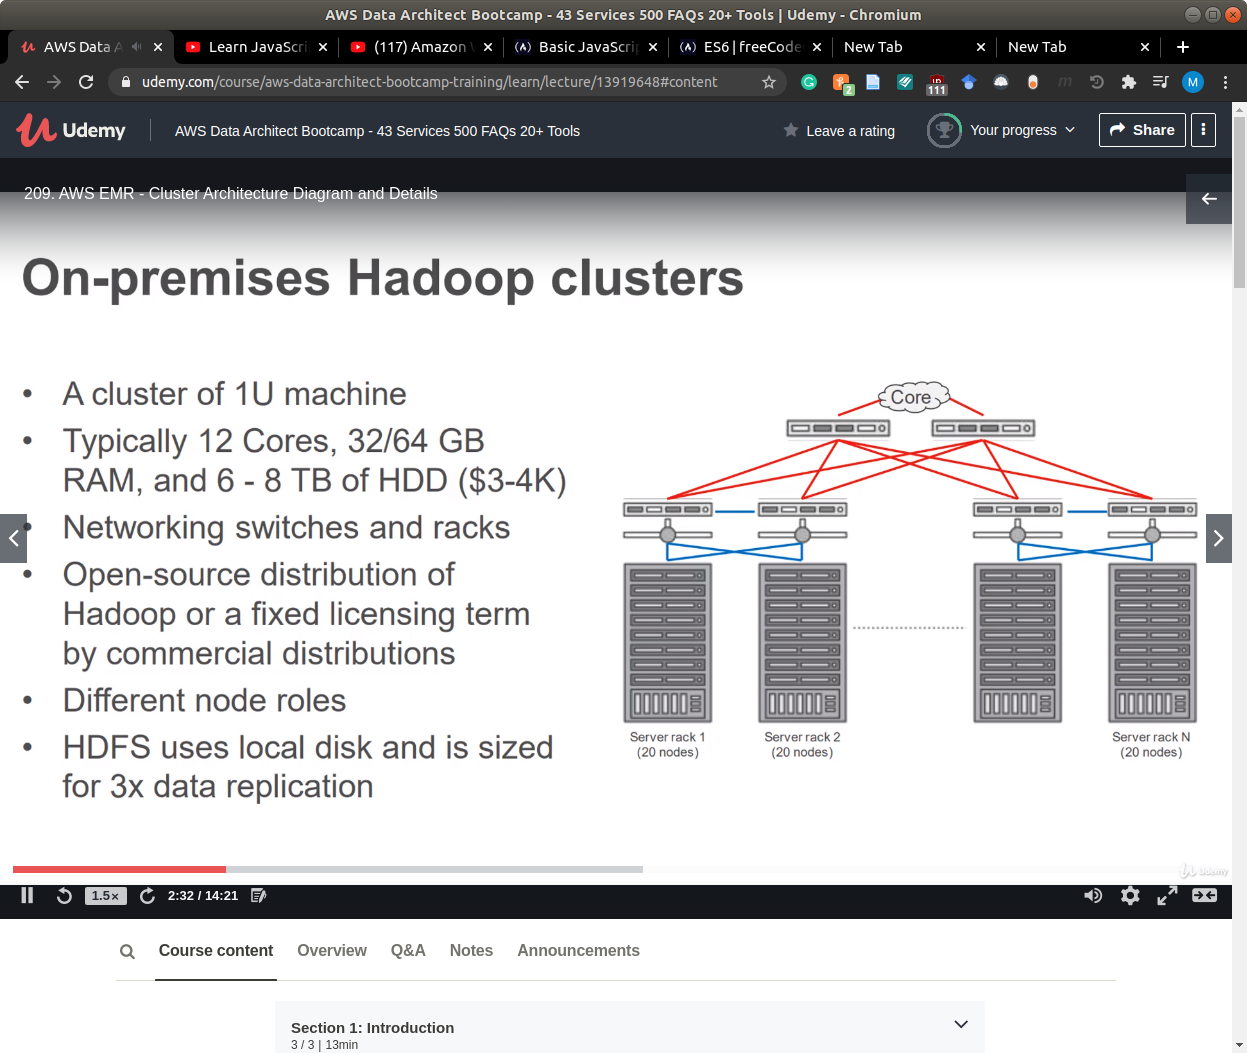 AWS Data Architect Bootcamp - 43 Services 500 FAQs 20+ Tools | Udemy - Chromium
AWS Data A
Learn JavaScri
(117) Amazon
Basic JavaScrip
ES6 | freeCode
New Tab
New Tab
udemy.com/course/aws-data-architect-bootcamp-training/learn/lecture/13919648#content
2
111
M
Udemy
AWS Data Architect Bootcamp - 43 Services 500 FAQs 20+ Tools
Leave a rating
Your progress
Share
209. AWS EMR - Cluster Architecture Diagram and Details
On-premises Hadoop clusters
• A cluster of 1U machine
• Typically 12 Cores, 32/64 GB
RAM, and 6 - 8 TB of HDD ($3-4K)
• Networking switches and racks
• Open-source distribution of
Hadoop or a fixed licensing term
by commercial distributions
• Different node roles
• HDFS uses local disk and is sized
for 3x data replication
Core
Server rack 1
(20 nodes)
Server rack 2
(20 nodes)
Server rack N
(20 nodes)
Udemy
1.5×
2:32 / 14:21
Course content
Overview
Q&A
Notes
Announcements
Section 1: Introduction
3 / 3 | 13min